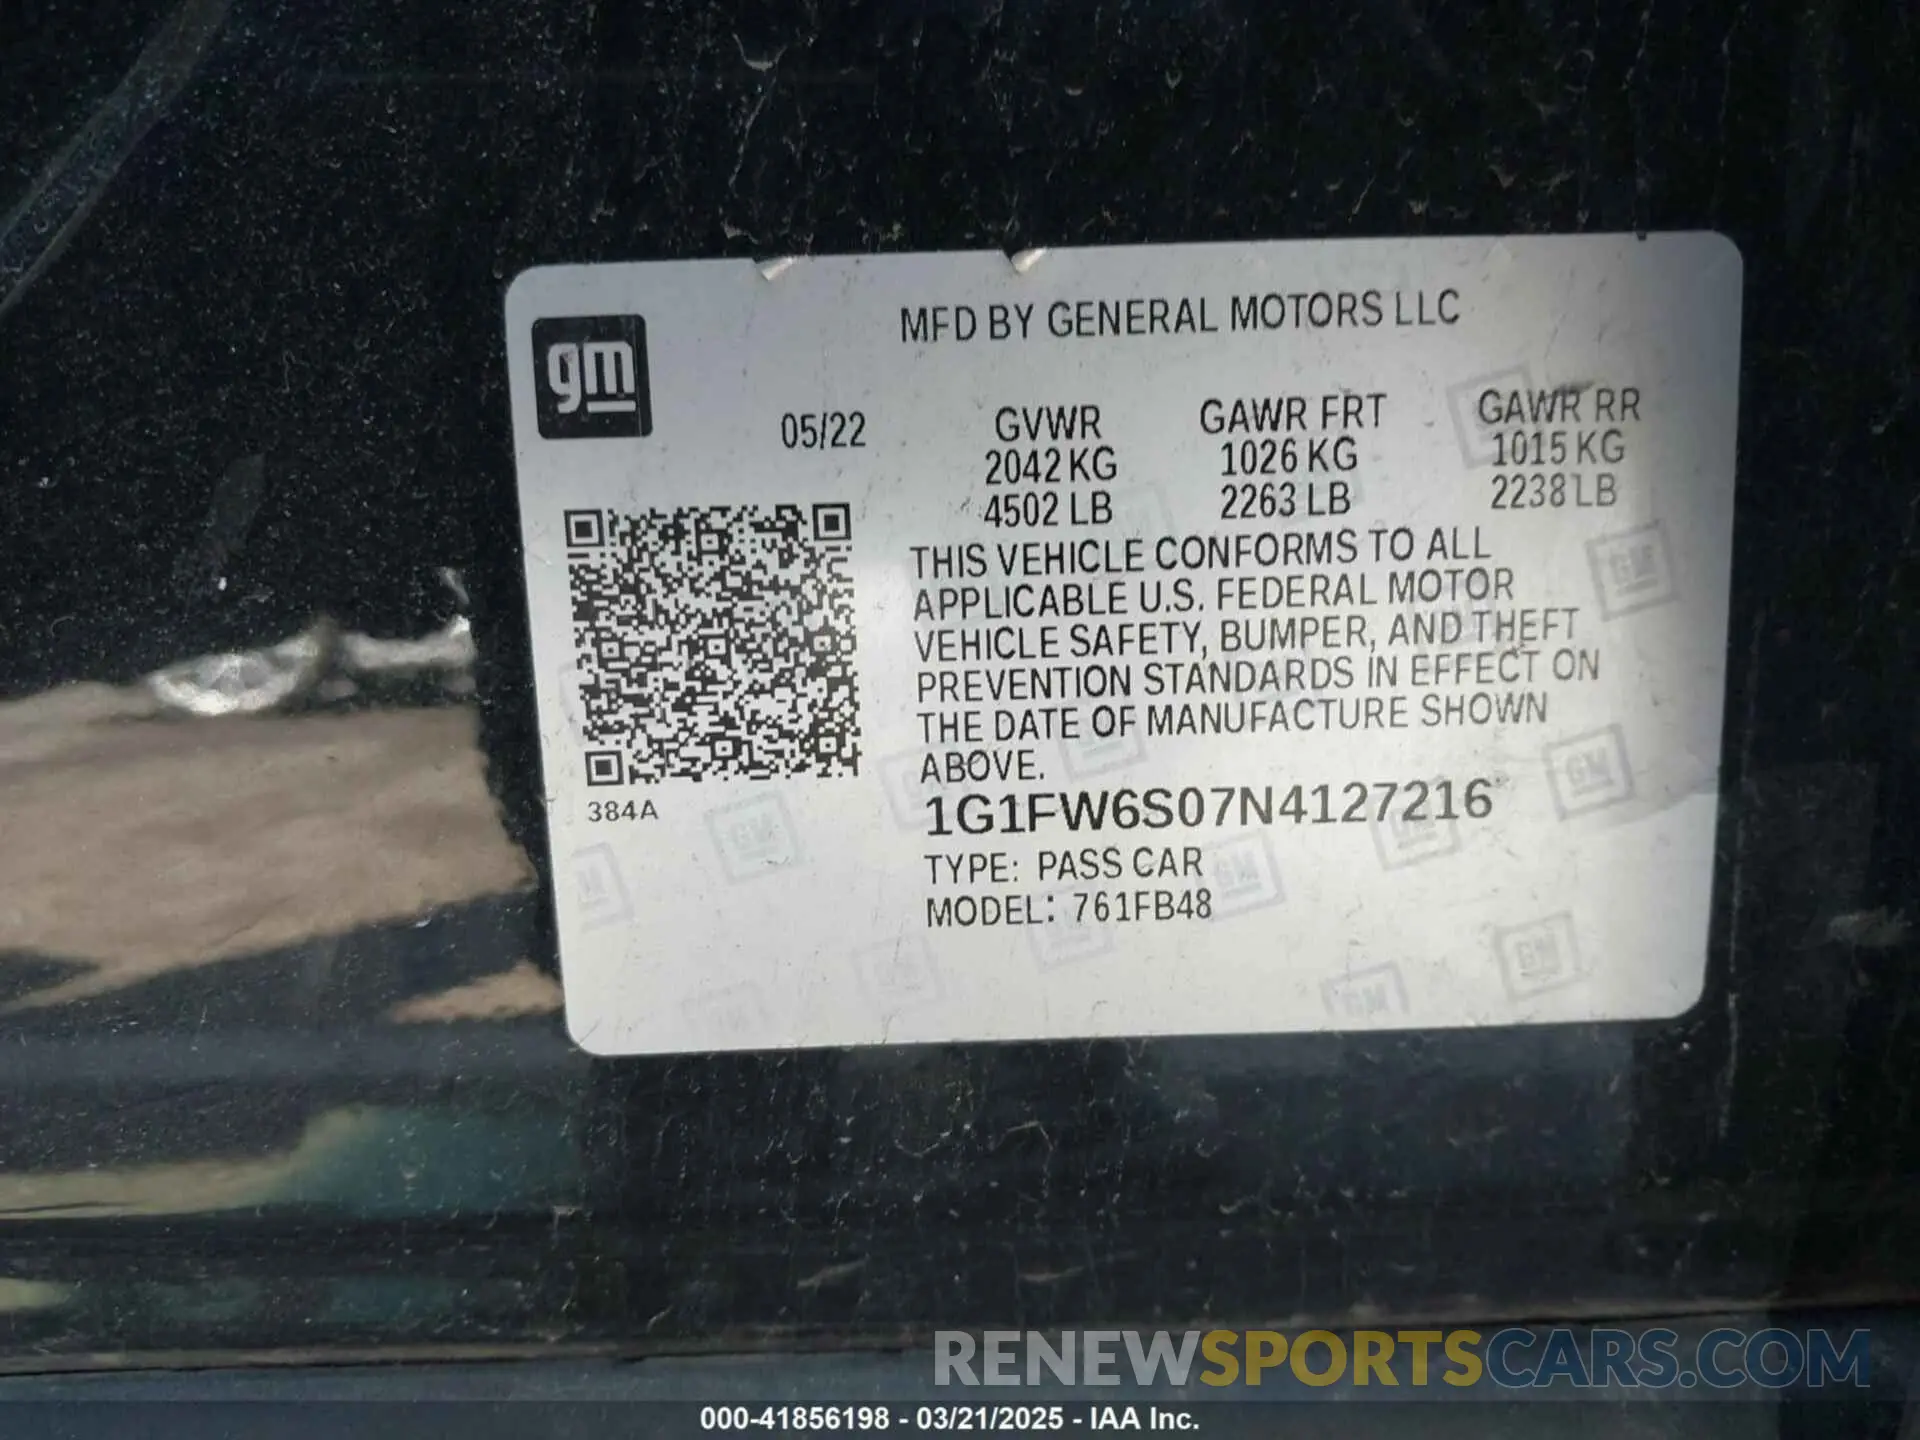 MFD BY GENERAL MOTORS LLC
gm
05/22 GVWR GAWR FRT GAWR RR
2042 KG 1026 KG 1015 KG
4502 LB 2263 LB 2238 LB
THIS VEHICLE CONFORMS TO ALL
APPLICABLE U.S. FEDERAL MOTOR
VEHICLE SAFETY, BUMPER, AND THEFT
PREVENTION STANDARDS IN EFFECT ON
THE DATE OF MANUFACTURE SHOWN
ABOVE.
384A
1G1FW6S07N4127216
TYPE: PASS CAR
MODEL: 761FB48
RENEWSPORTSCARS.COM
000-41856198 - 03/21/2025 - IAA Inc.